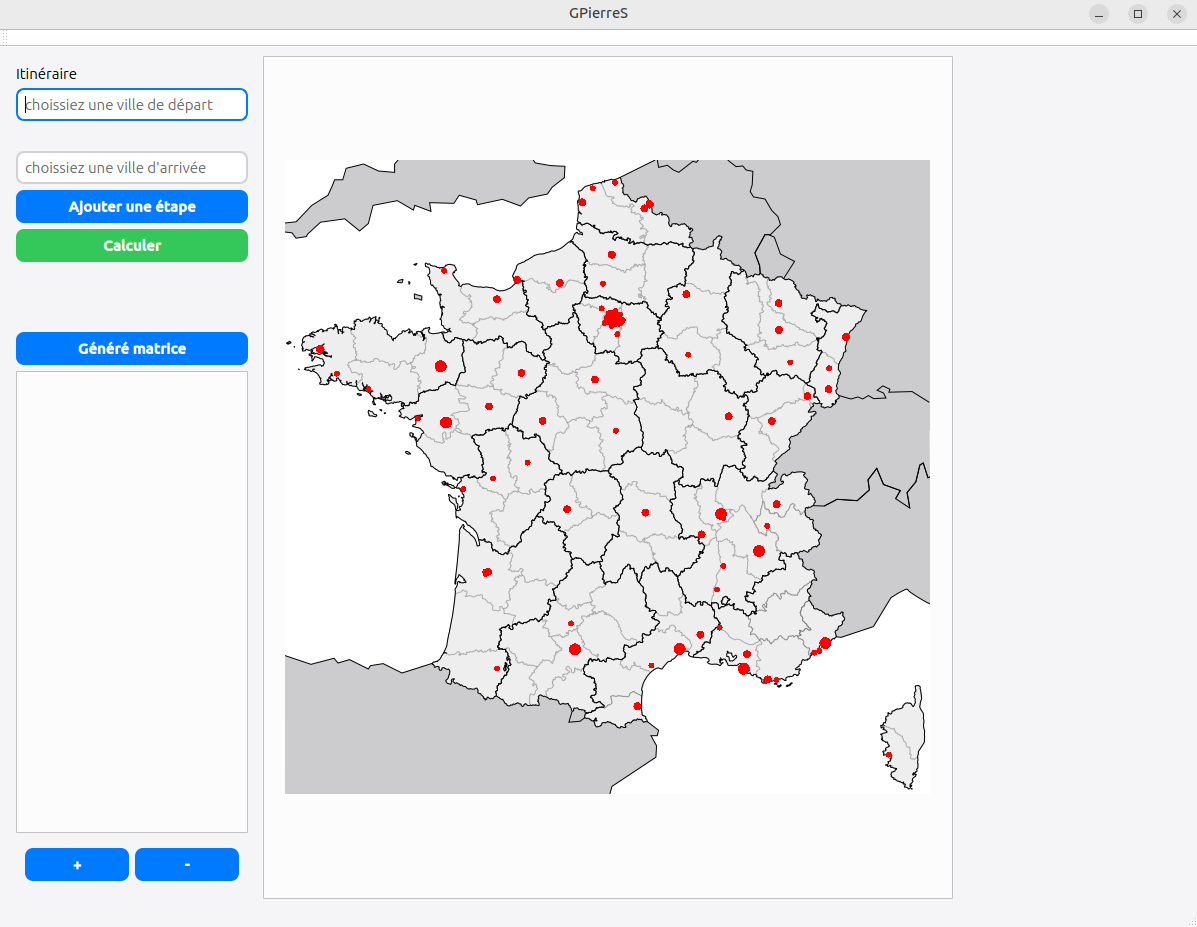 GPierreS
Itinéraire
choissiez une ville de départ
choissiez une ville d'arrivée
Ajouter une étape
Calculer
Généré matrice
+
-